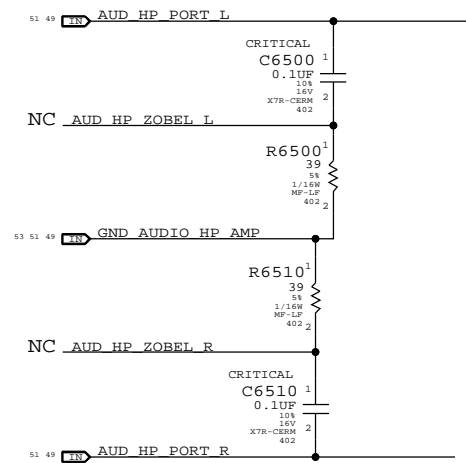 51 49 IN AUD_HP_PORT_L
CRITICAL
C6500 1
0.1UF
10%
16V 2
X7R-CERM
402
NC AUD_HP_ZOBEL_L
R6500 1
39
5%
1/16W
MF-LF
402 2
53 51 49 IN GND_AUDIO_HP_AMP
R6510 1
39
5%
1/16W
MF-LF
402 2
NC AUD_HP_ZOBEL_R
CRITICAL
C6510 1
0.1UF
10%
16V 2
X7R-CERM
402
51 49 IN AUD_HP_PORT_R